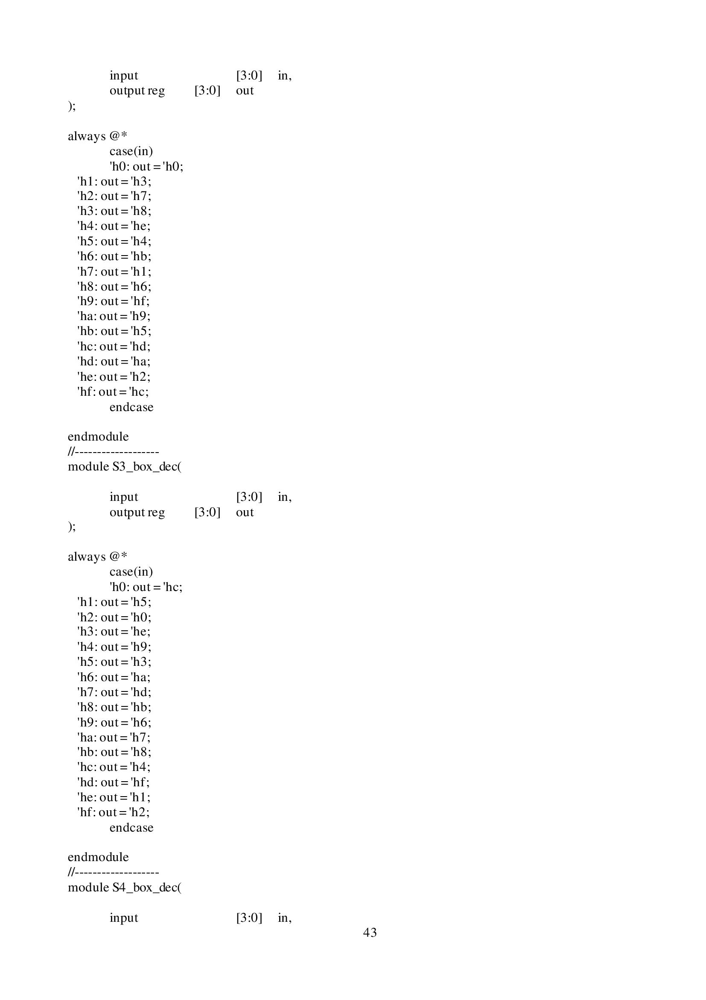 input [3:0] in,
output reg [3:0] out
);
always @*
case(in)
'h0: out = 'h0;
'h1: out = 'h3;
'h2: out = 'h7;
'h3: out = 'h8;
'h4: out = 'he;
'h5: out = 'h4;
'h6: out = 'hb;
'h7: out = 'h1;
'h8: out = 'h6;
'h9: out = 'hf;
'ha: out = 'h9;
'hb: out = 'h5;
'hc: out = 'hd;
'hd: out = 'ha;
'he: out = 'h2;
'hf: out = 'hc;
endcase
endmodule
//-------------------
module S3_box_dec(
input [3:0] in,
output reg [3:0] out
);
always @*
case(in)
'h0: out = 'hc;
'h1: out = 'h5;
'h2: out = 'h0;
'h3: out = 'he;
'h4: out = 'h9;
'h5: out = 'h3;
'h6: out = 'ha;
'h7: out = 'hd;
'h8: out = 'hb;
'h9: out = 'h6;
'ha: out = 'h7;
'hb: out = 'h8;
'hc: out = 'h4;
'hd: out = 'hf;
'he: out = 'h1;
'hf: out = 'h2;
endcase
endmodule
//-------------------
module S4_box_dec(
input [3:0] in,
43